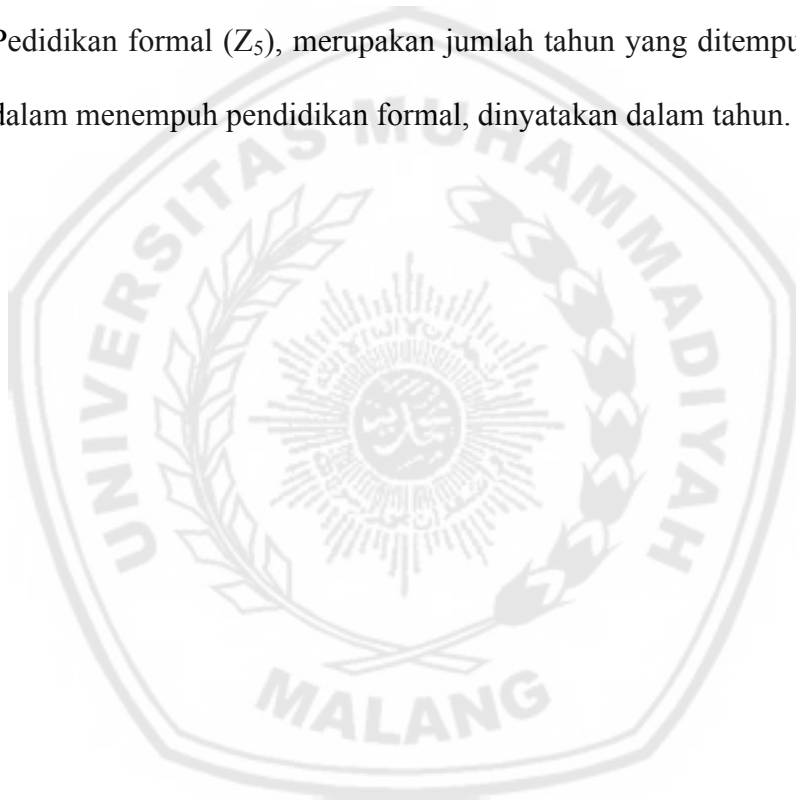 Pedidikan formal (Z₅), merupakan jumlah tahun yang ditempu
dalam menempuh pendidikan formal, dinyatakan dalam tahun.
UNIVERSITAS MUHAMMADIYAH
MALANG